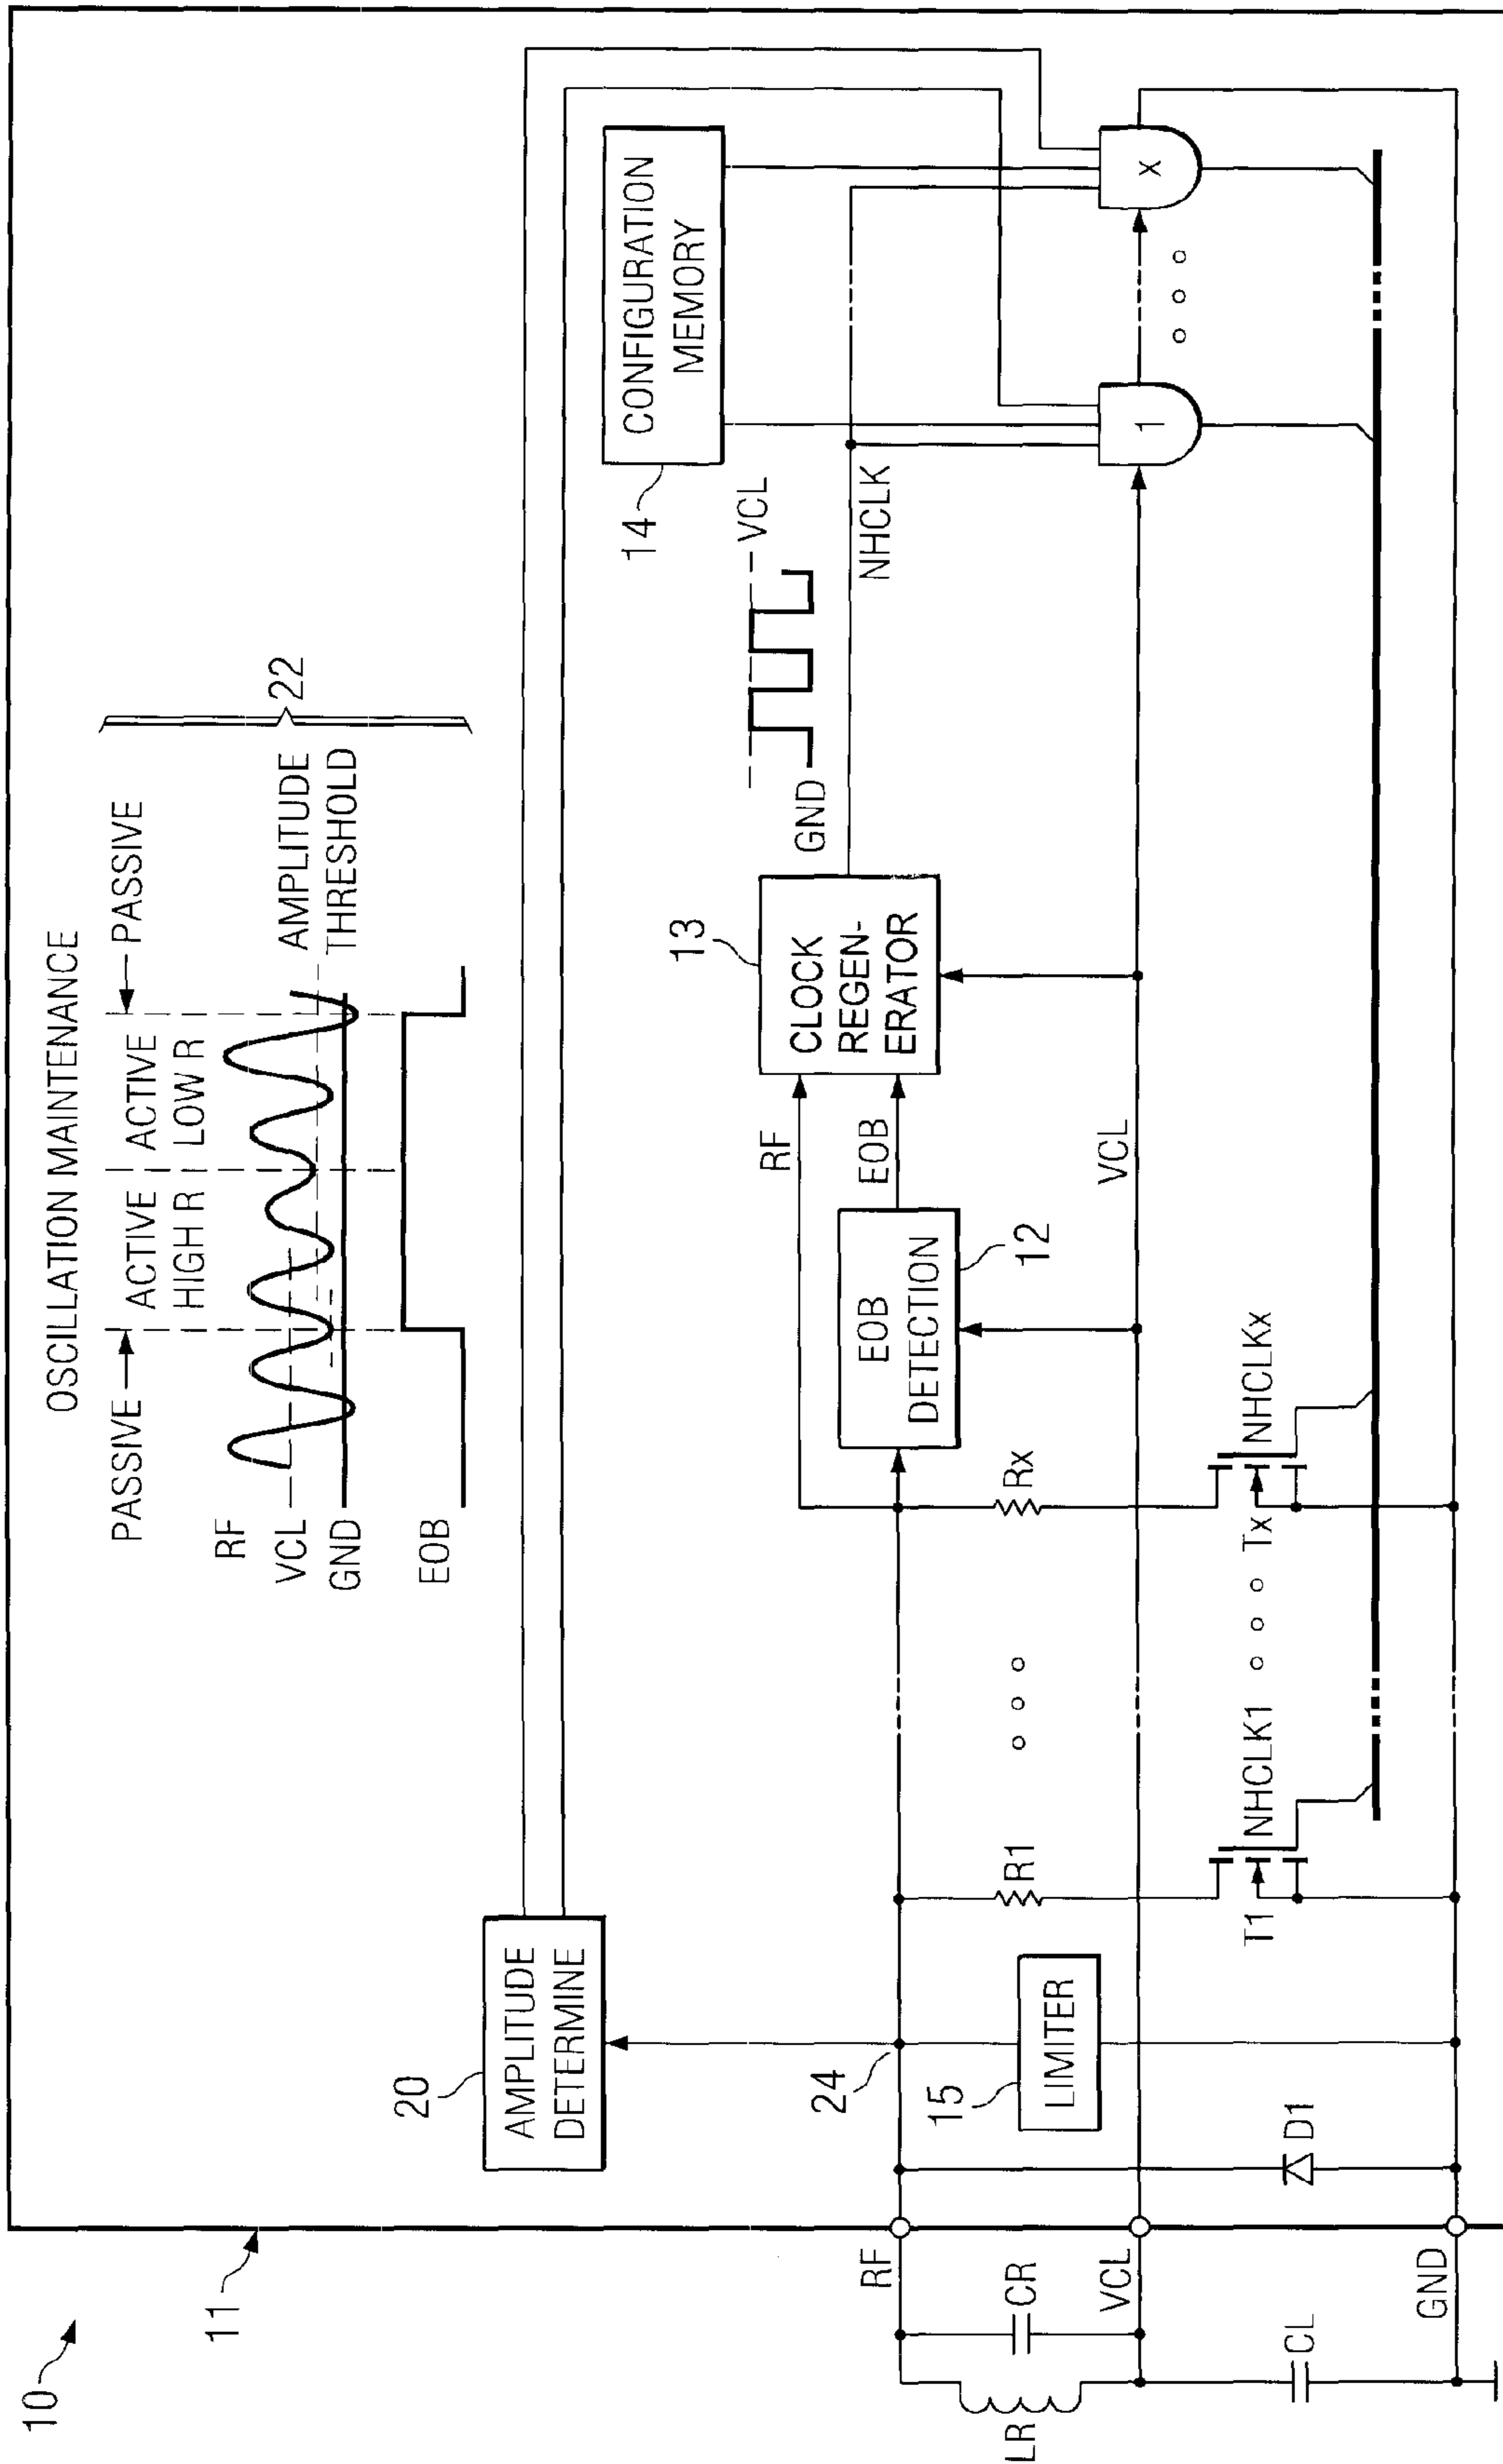 10
11
OSCILLATION MAINTENANCE
PASSIVE
ACTIVE
HIGH R
ACTIVE
LOW R
PASSIVE
RF
VCL
GND
EOB
AMPLITUDE
THRESHOLD
22
20
AMPLITUDE
DETERMINE
14
CONFIGURATION
MEMORY
VCL
GND
NHCLK
13
CLOCK
REGEN-
ERATOR
RF
EOB
EOB
DETECTION
12
VCL
24
15
LIMITER
D1
R1
Rx
T1
NHCLK1
Tx
NHCLKx
1
x
RF
VCL
GND
LR
CR
CL